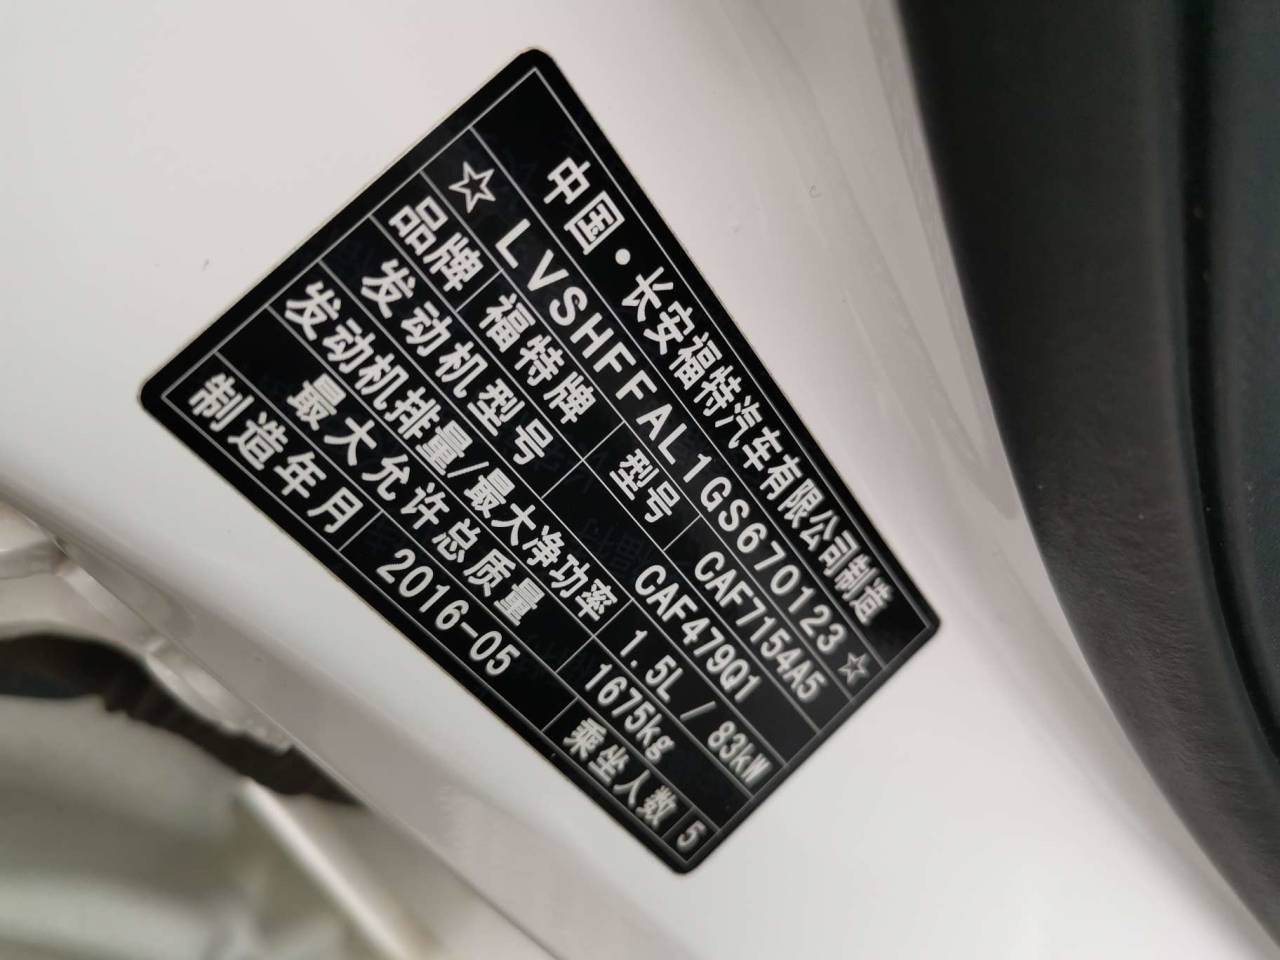 中国·长安福特汽车有限公司制造
☆LVSHFFAL1GS670123☆
品牌 福特牌 型号 CAF7154A5
发动机型号 CAF479Q1
发动机排量/最大净功率 1.5L / 83kW
最大允许总质量 1675kg
制造年月 2016-05 乘坐人数 5